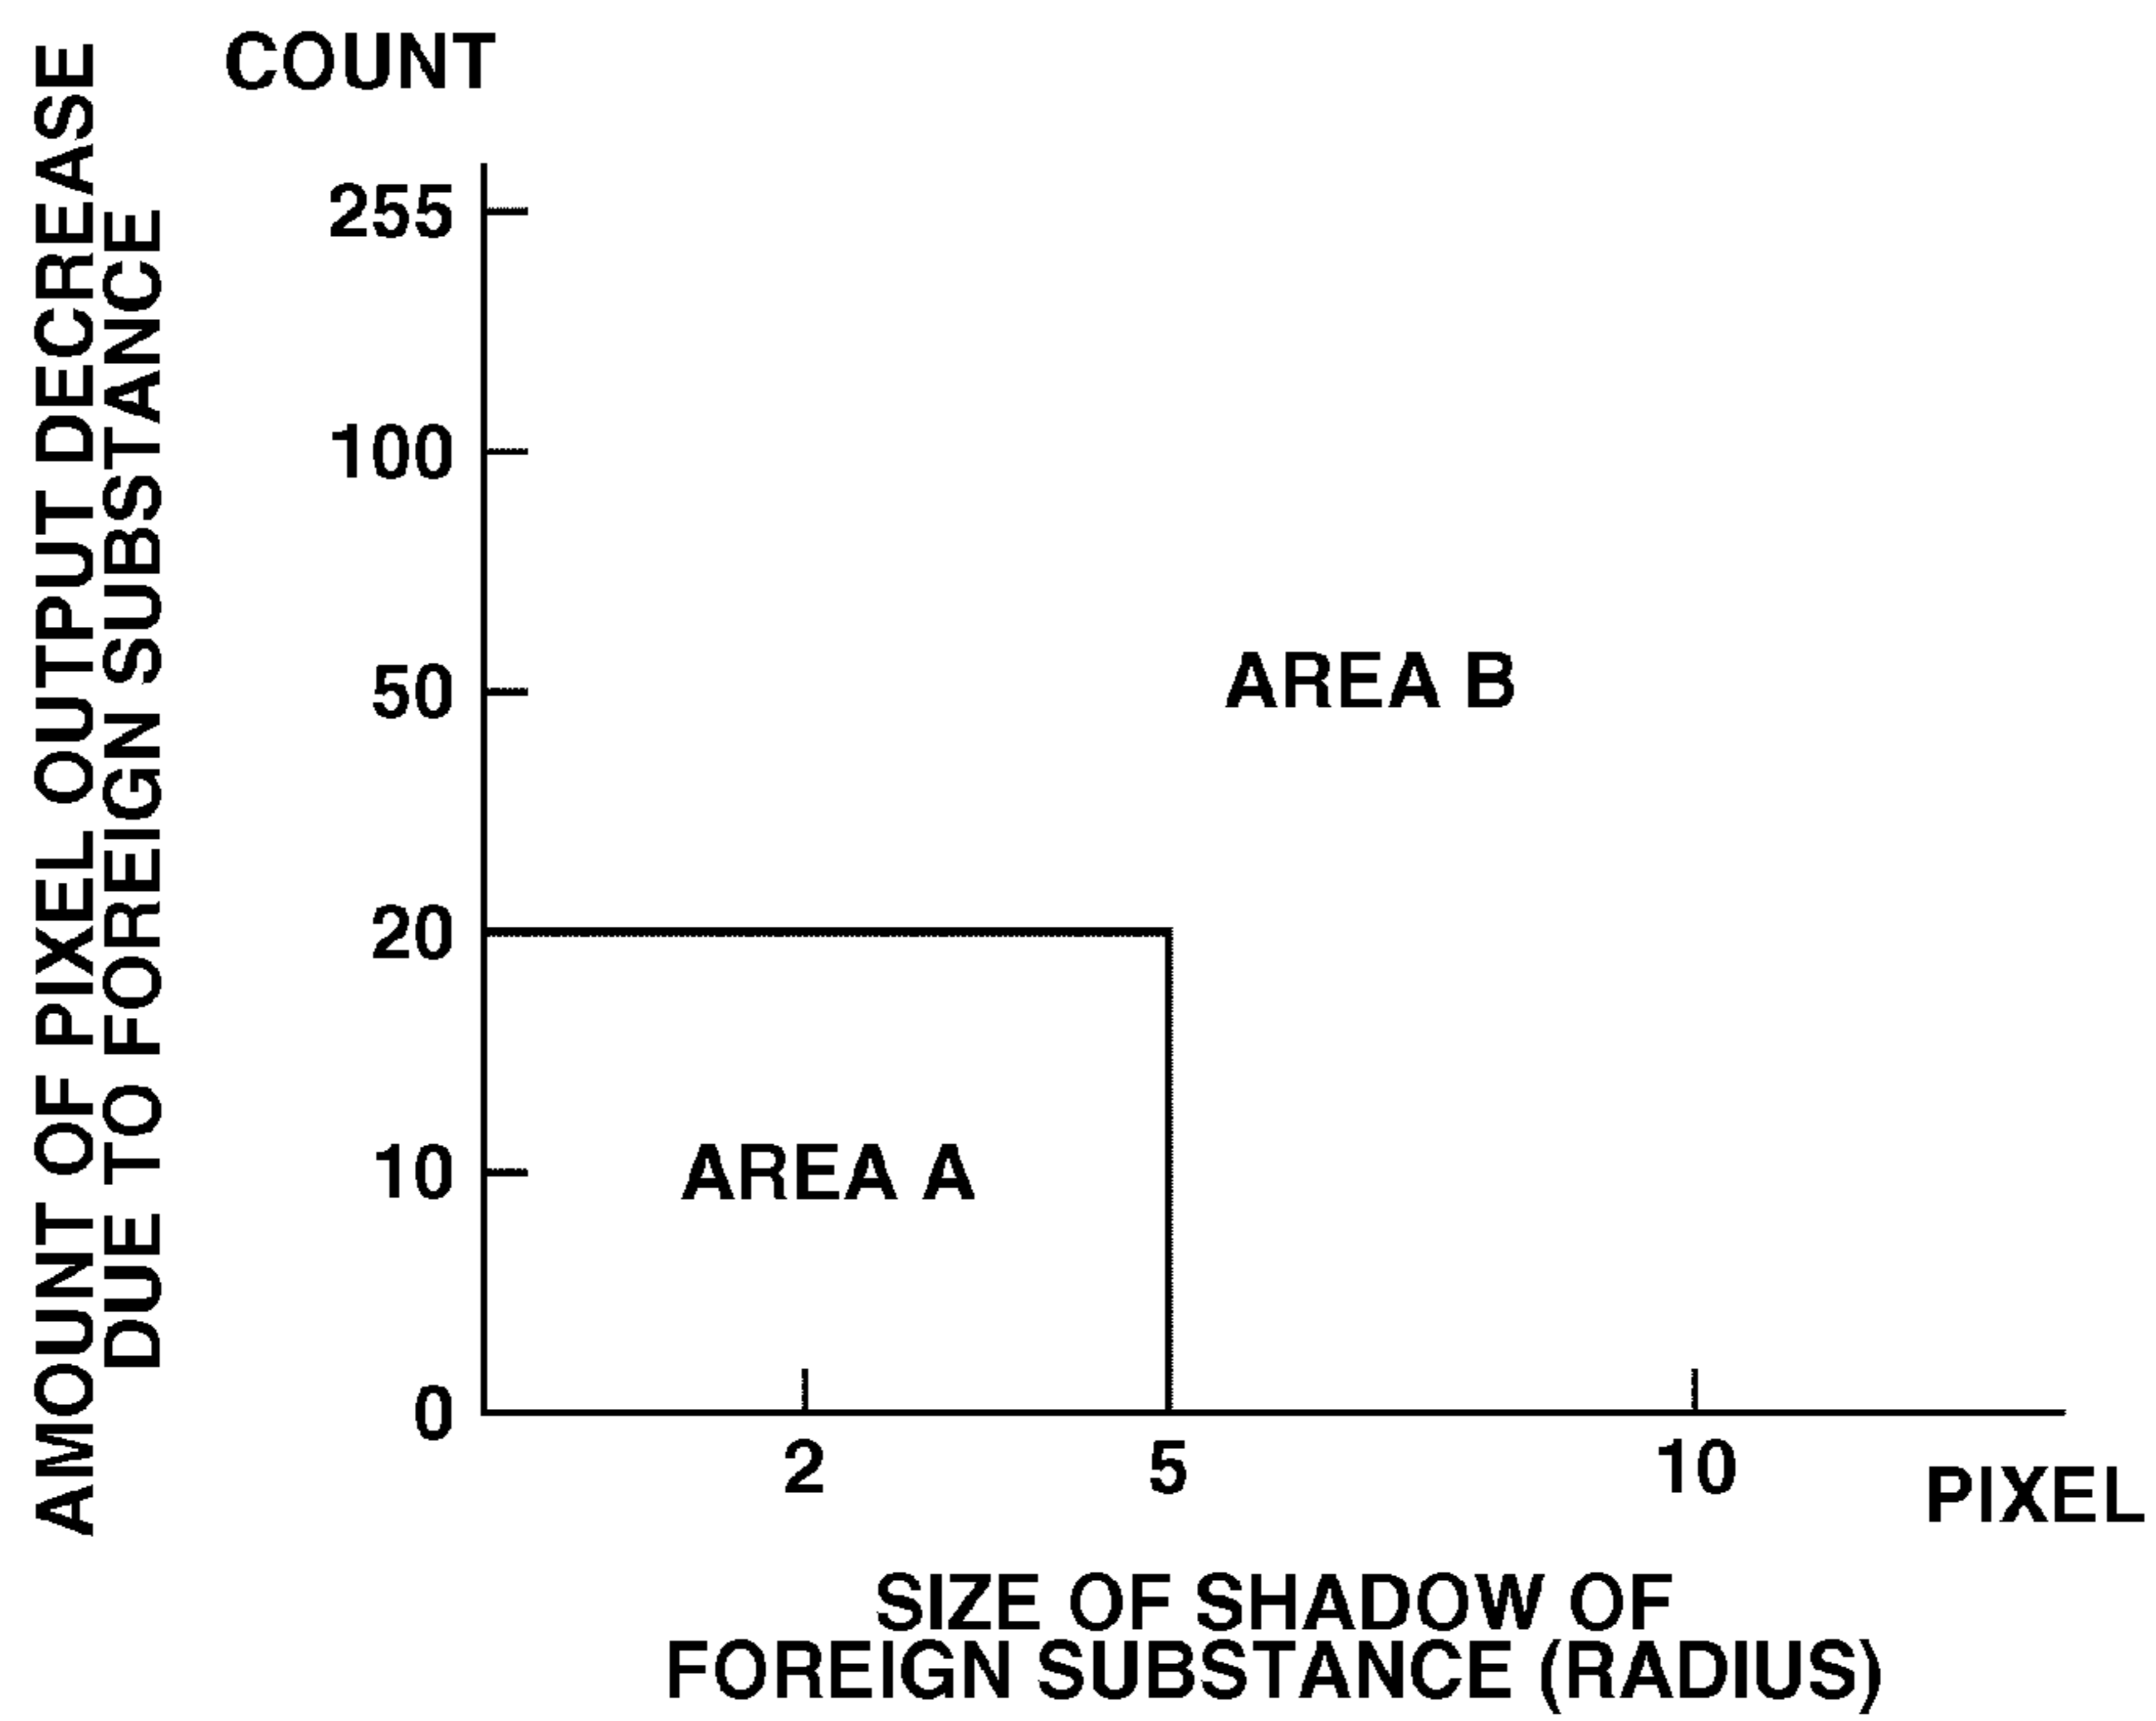 AMOUNT OF PIXEL OUTPUT DECREASE
DUE TO FOREIGN SUBSTANCE
COUNT
255
100
50
20
10
0
AREA B
AREA A
2
5
10
PIXEL
SIZE OF SHADOW OF
FOREIGN SUBSTANCE (RADIUS)